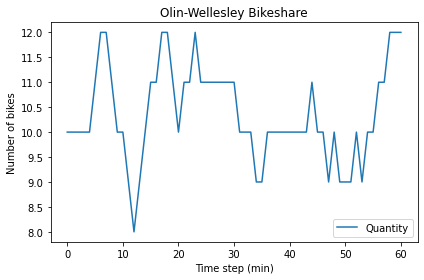 Olin-Wellesley Bikeshare
12.0
11.5
11.0
10.5
10.0
9.5
9.0
8.5
8.0
Number of bikes
Quantity
0 10 20 30 40 50 60
Time step (min)